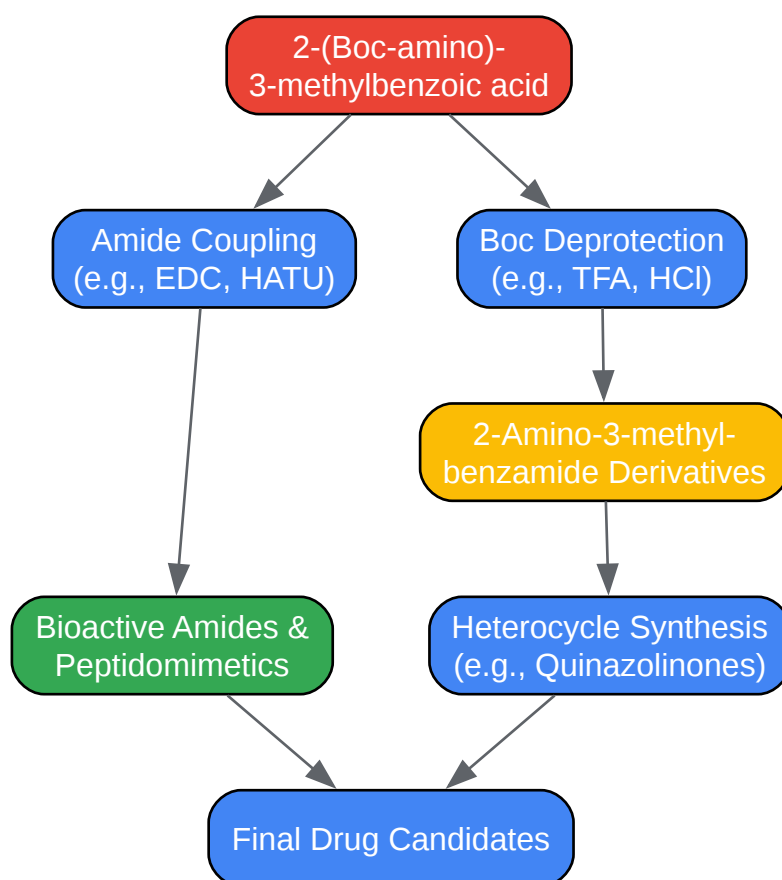 2-(Boc-amino)-
3-methylbenzoic acid
Amide Coupling
(e.g., EDC, HATU)
Boc Deprotection
(e.g., TFA, HCl)
2-Amino-3-methyl-
benzamide Derivatives
Bioactive Amides &
Peptidomimetics
Heterocycle Synthesis
(e.g., Quinazolinones)
Final Drug Candidates